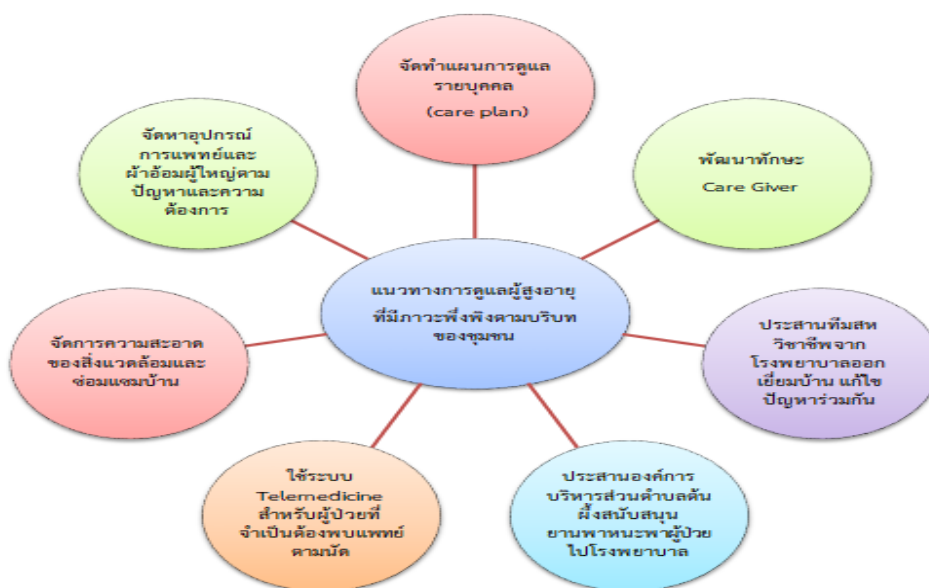 จัดทำแผนการดูแล
รายบุคคล
(care plan)
จัดหาอุปกรณ์
การแพทย์และ
ผ้าอ้อมผู้ใหญ่ตาม
ปัญหาและความ
ต้องการ
พัฒนาทักษะ
Care Giver
แนวทางการดูแลผู้สูงอายุ
ที่มีภาวะพึ่งพิงตามบริบท
ของชุมชน
จัดการความสะอาด
ของสิ่งแวดล้อมและ
ซ่อมแซมบ้าน
ประสานทีมสห
วิชาชีพจาก
โรงพยาบาลออก
เยี่ยมบ้าน แก้ไข
ปัญหาร่วมกัน
ใช้ระบบ
Telemedicine
สำหรับผู้ป่วยที่
จำเป็นต้องพบแพทย์
ตามนัด
ประสานองค์การ
บริหารส่วนตำบลต้น
ผึ้งสนับสนุน
ยานพาหนะพาผู้ป่วย
ไปโรงพยาบาล